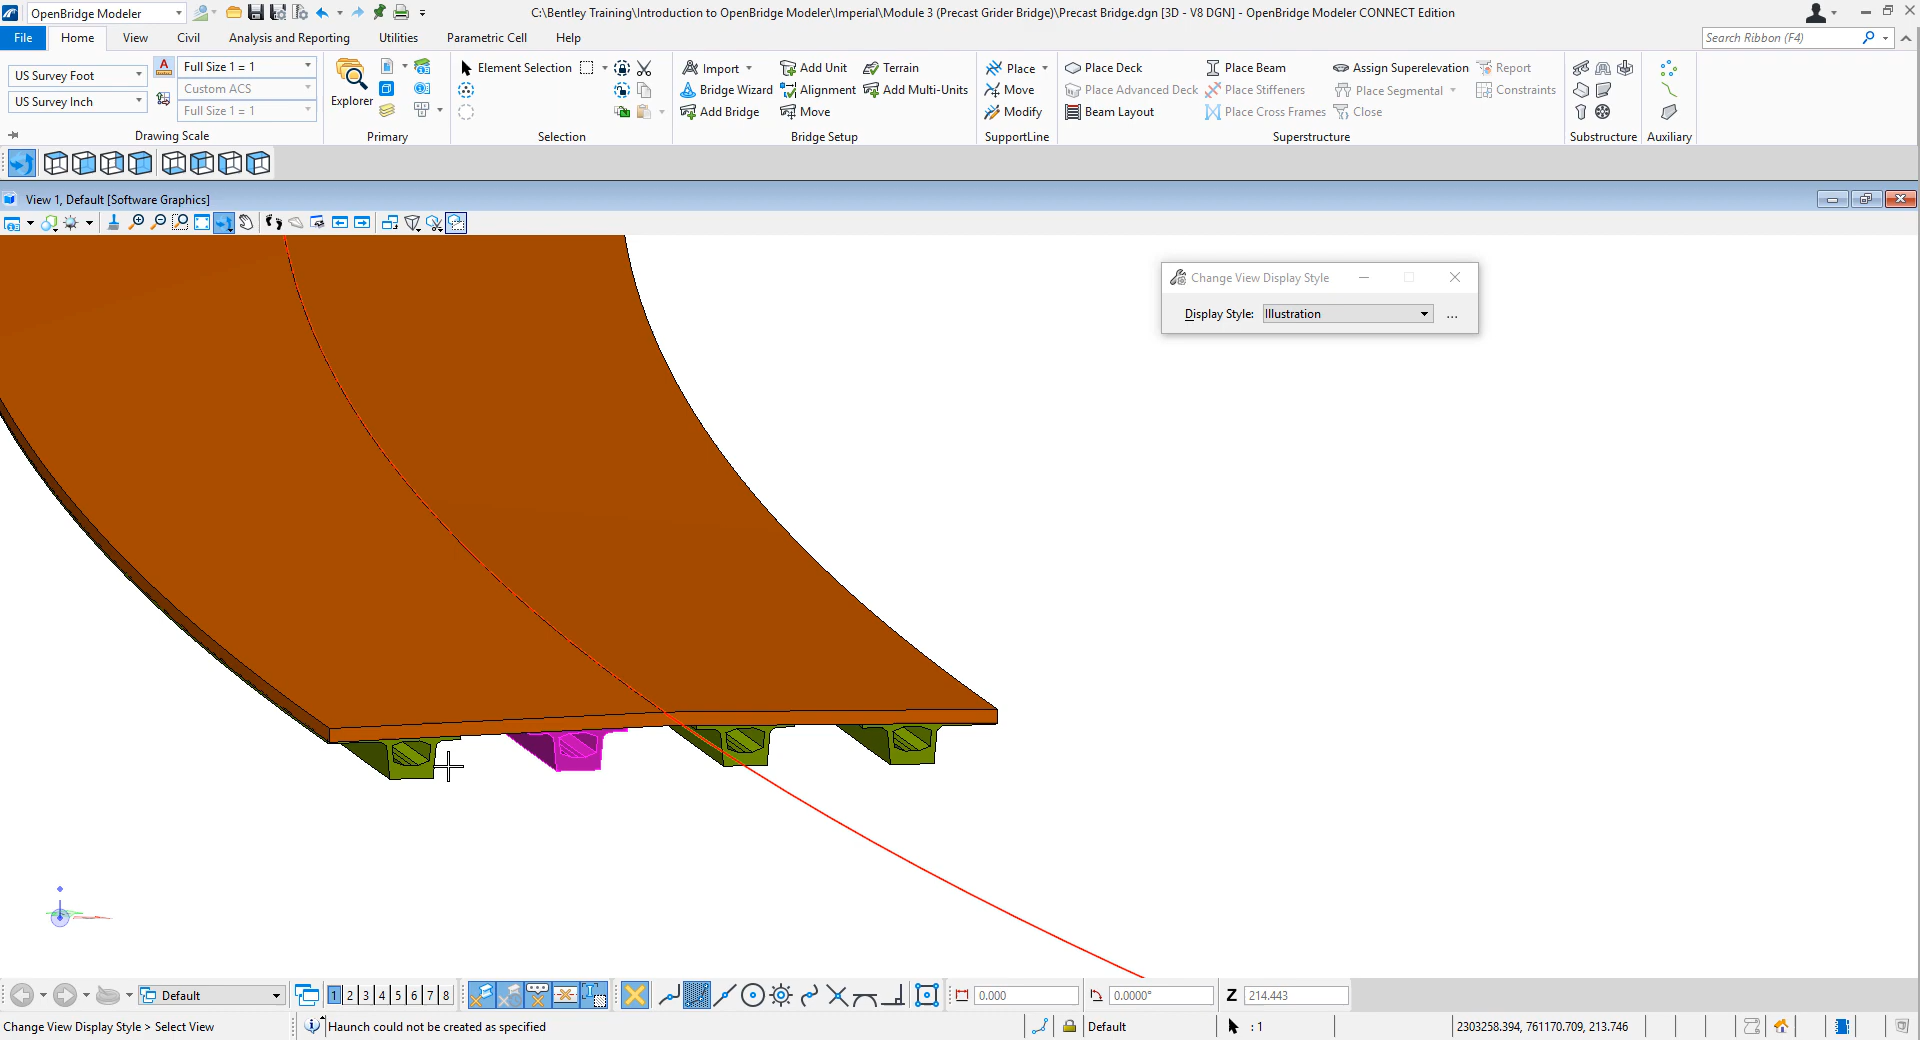 OpenBridge Modeler
C:\Bentley Training\Introduction to OpenBridge Modeler\Imperial\Module 3 (Precast Grider Bridge)\Precast Bridge.dgn [3D - V8 DGN] - OpenBridge Modeler CONNECT Edition
File Home View Civil Analysis and Reporting Utilities Parametric Cell Help
Search Ribbon (F4)
US Survey Foot
US Survey Inch
Full Size 1 = 1
Custom ACS
Full Size 1 = 1
Drawing Scale
Explorer
Primary
Element Selection
Selection
Import
Bridge Wizard
Add Bridge
Add Unit
Alignment
Move
Terrain
Add Multi-Units
Bridge Setup
Place
Move
Modify
SupportLine
Place Deck
Place Advanced Deck
Beam Layout
Place Beam
Place Stiffeners
Place Cross Frames
Assign Superelevation
Place Segmental
Close
Report
Constraints
Superstructure
Substructure
Auxiliary
View 1, Default [Software Graphics]
Change View Display Style
Display Style: Illustration ...
Default
1 2 3 4 5 6 7 8
0.000
0.0000°
Z 214.443
Change View Display Style > Select View
Haunch could not be created as specified
Default
: 1
2303258.394, 761170.709, 213.746